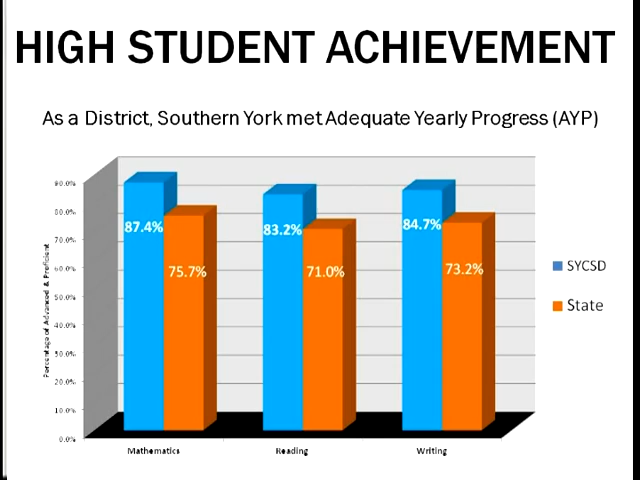 HIGH STUDENT ACHIEVEMENT
As a District, Southern York met Adequate Yearly Progress (AYP)
Percentage of Advanced & Proficient
90.0%
80.0%
70.0%
60.0%
50.0%
40.0%
30.0%
20.0%
10.0%
0.0%
87.4%
75.7%
83.2%
71.0%
84.7%
73.2%
Mathematics
Reading
Writing
SYCSD
State